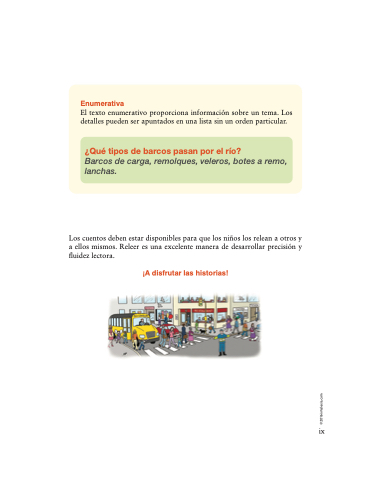 Enumerativa
El texto enumerativo proporciona información sobre un tema. Los
detalles pueden ser apuntados en una lista sin un orden particular.
¿Qué tipos de barcos pasan por el río?
Barcos de carga, remolques, veleros, botes a remo,
lanchas.
Los cuentos deben estar disponibles para que los niños los relean a otros y
a ellos mismos. Releer es una excelente manera de desarrollar precisión y
fluidez lectora.
¡A disfrutar las historias!
ix